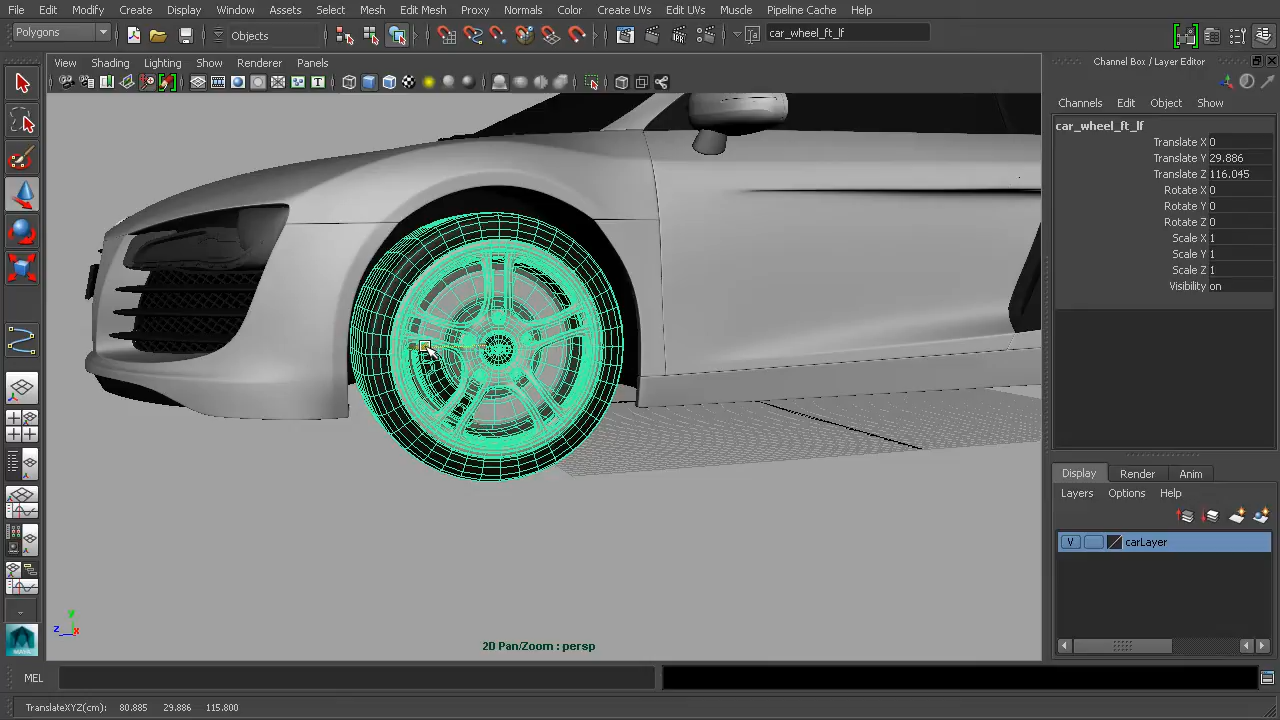 File Edit Modify Create Display Window Assets Select Mesh Edit Mesh Proxy Normals Color Create UVs Edit UVs Muscle Pipeline Cache Help
Polygons Objects car_wheel_ft_lf
View Shading Lighting Show Renderer Panels
Channel Box / Layer Editor
Channels Edit Object Show
car_wheel_ft_lf
Translate X 0
Translate Y 29.886
Translate Z 116.045
Rotate X 0
Rotate Y 0
Rotate Z 0
Scale X 1
Scale Y 1
Scale Z 1
Visibility on
Display Render Anim
Layers Options Help
V carLayer
y
z x
2D Pan/Zoom : persp
MEL
TranslateXYZ(cm): 80.885 29.886 115.800